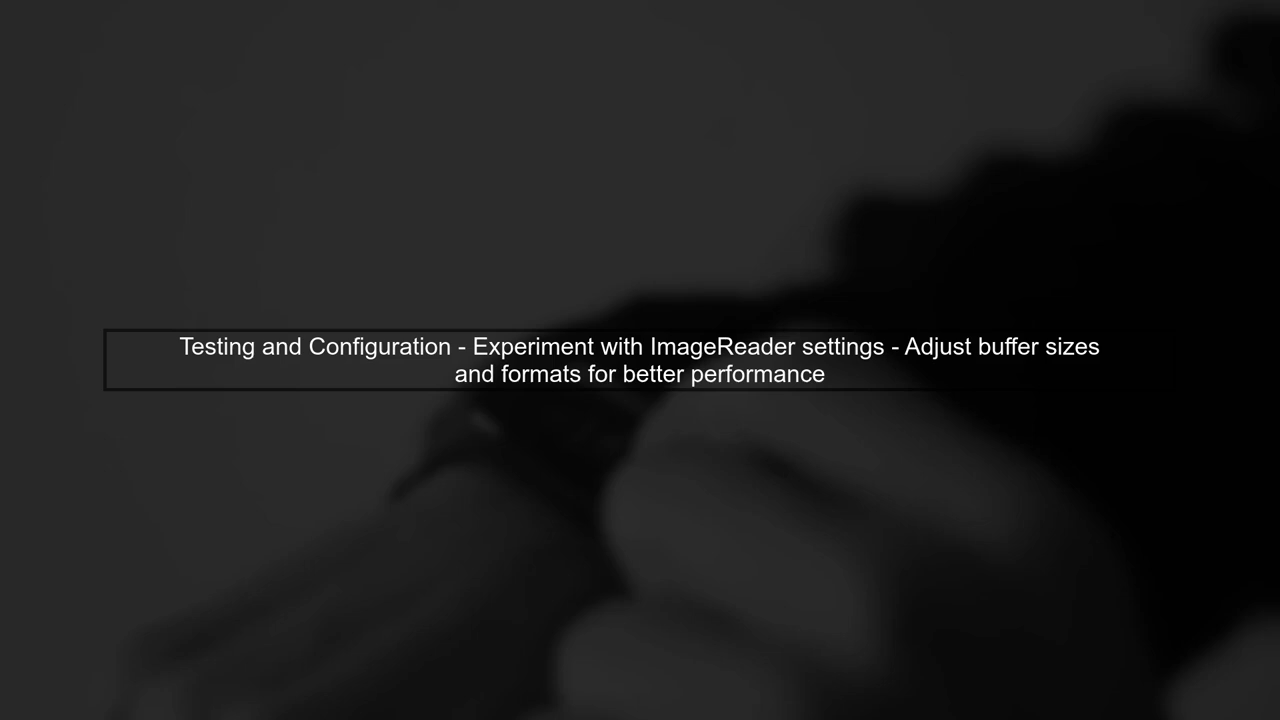 Testing and Configuration - Experiment with ImageReader settings - Adjust buffer sizes
and formats for better performance